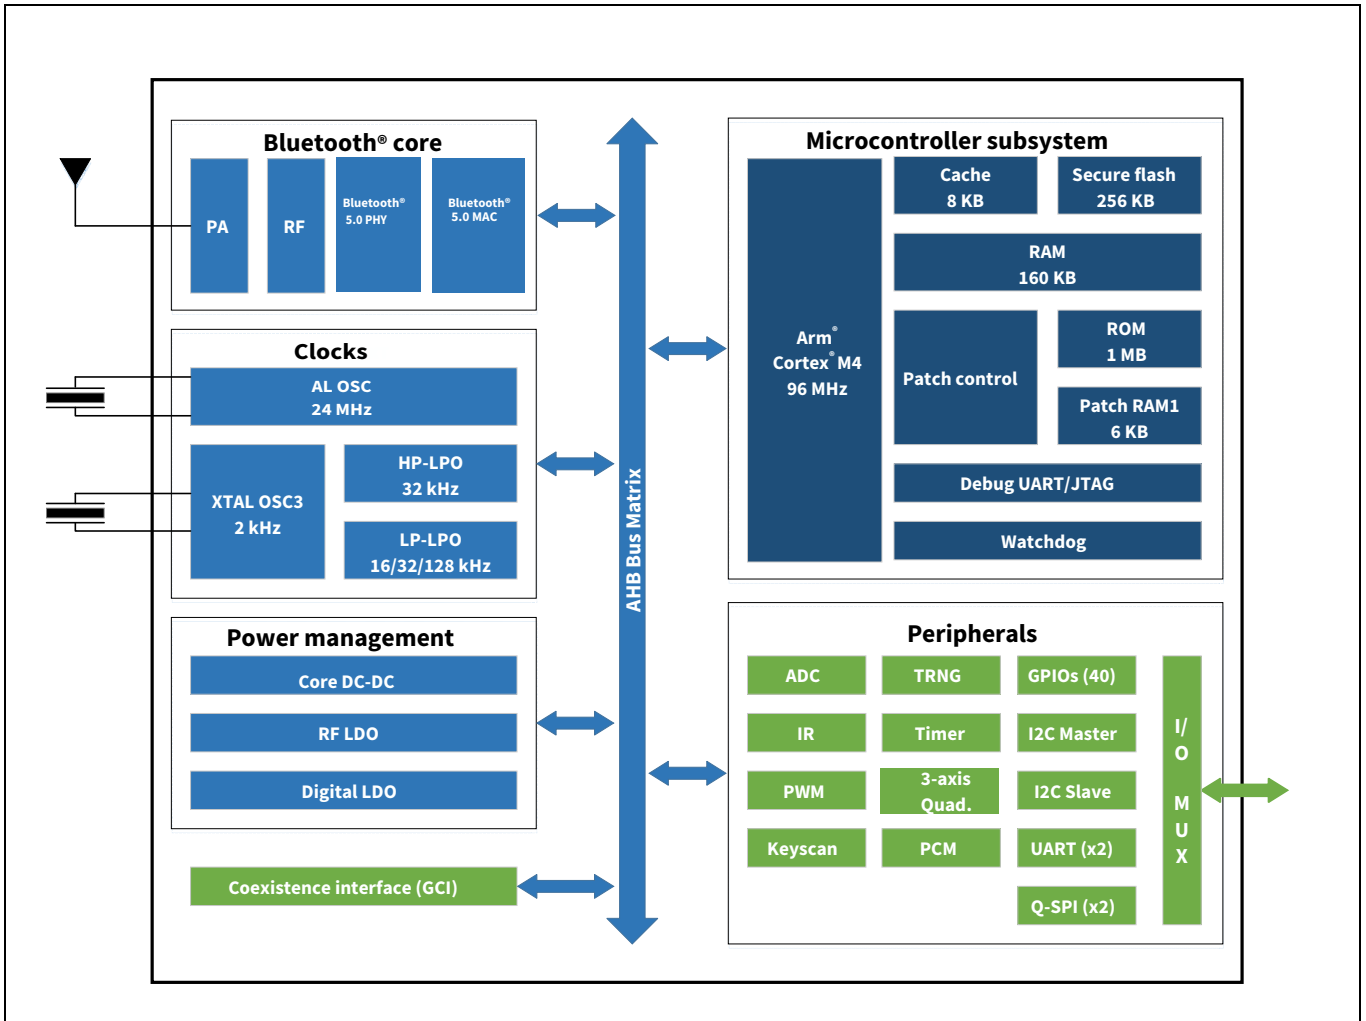 Bluetooth® core
PA
RF
Bluetooth®
5.0 PHY
Bluetooth®
5.0 MAC
Clocks
AL OSC
24 MHz
XTAL OSC3
2 kHz
HP-LPO
32 kHz
LP-LPO
16/32/128 kHz
Power management
Core DC-DC
RF LDO
Digital LDO
Coexistence interface (GCI)
AHB Bus Matrix
Microcontroller subsystem
Arm®
Cortex® M4
96 MHz
Cache
8 KB
Secure flash
256 KB
RAM
160 KB
Patch control
ROM
1 MB
Patch RAM1
6 KB
Debug UART/JTAG
Watchdog
Peripherals
ADC
TRNG
GPIOs (40)
IR
Timer
I2C Master
PWM
3-axis
Quad.
I2C Slave
Keyscan
PCM
UART (x2)
Q-SPI (x2)
I/
O
M
U
X